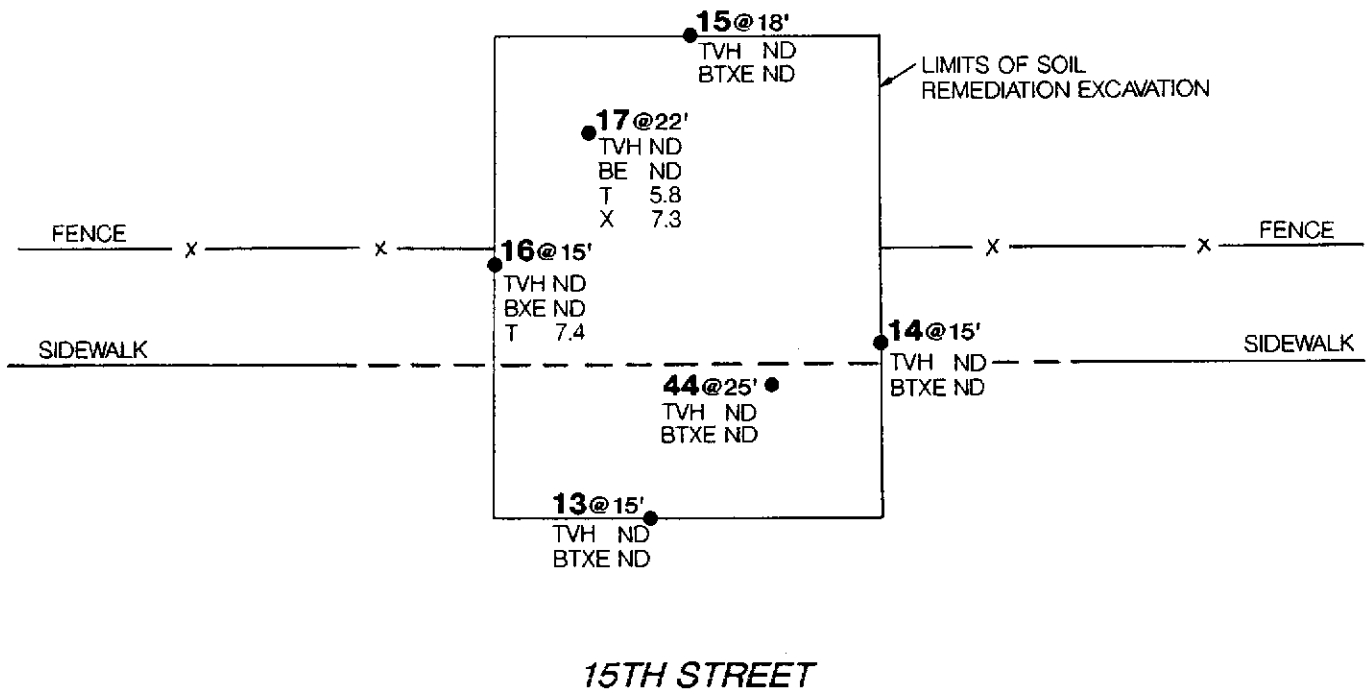 15@18'
TVH ND
BTXE ND
LIMITS OF SOIL
REMEDIATION EXCAVATION
17@22'
TVH ND
BE ND
T 5.8
X 7.3
FENCE
x
x
16@15'
TVH ND
BXE ND
T 7.4
x
x
FENCE
SIDEWALK
14@15'
TVH ND
BTXE ND
SIDEWALK
44@25'
TVH ND
BTXE ND
13@15'
TVH ND
BTXE ND
15TH STREET